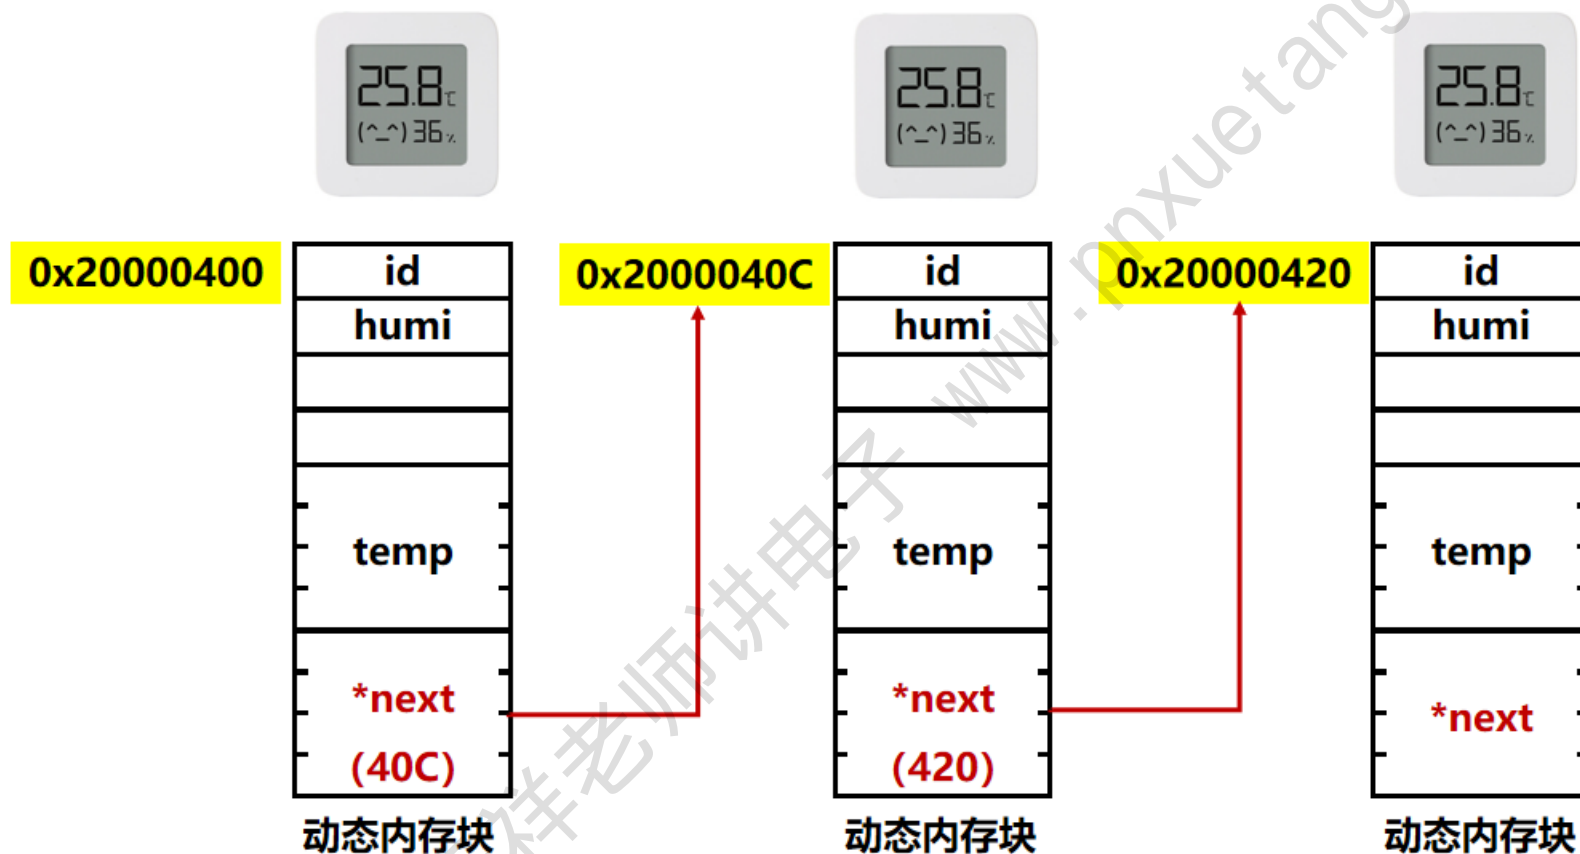 25.8℃
(^_^) 36%
25.8℃
(^_^) 36%
25.8℃
(^_^) 36%
0x20000400
id
humi
temp
*next
(40C)
动态内存块
0x2000040C
id
humi
temp
*next
(420)
动态内存块
0x20000420
id
humi
temp
*next
动态内存块
祥老师讲电子 www.pnxuetang